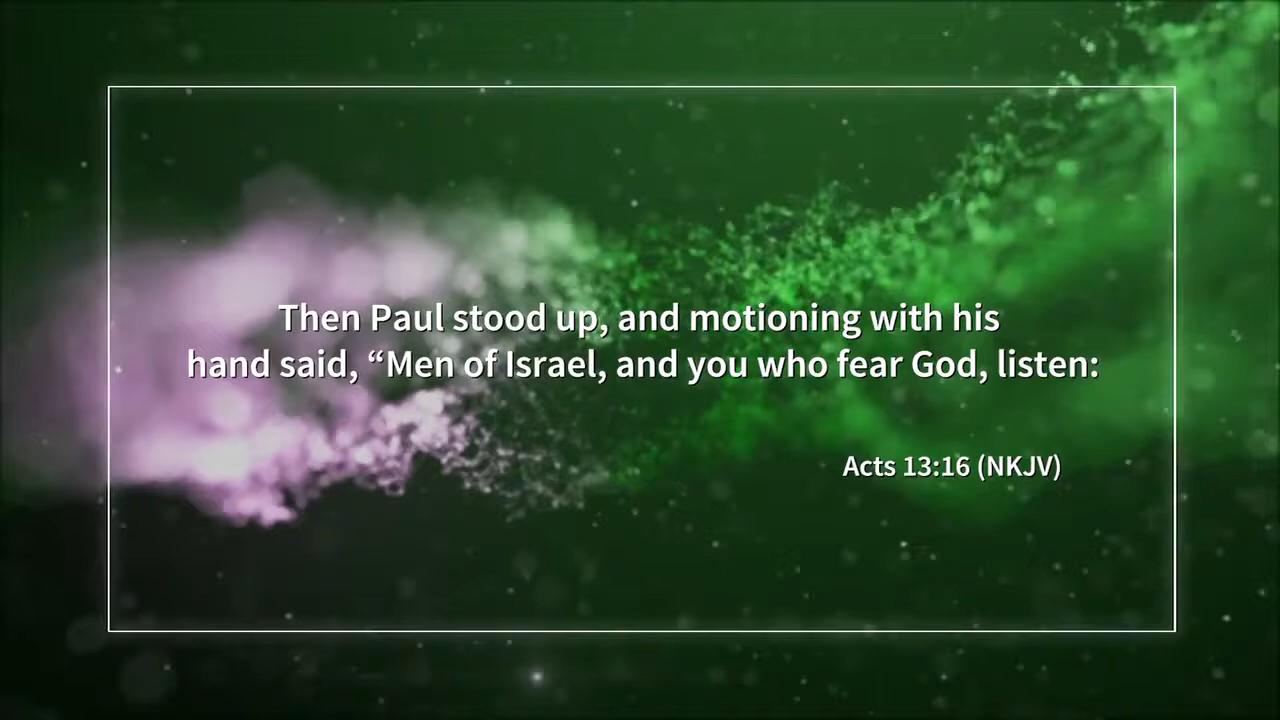 Then Paul stood up, and motioning with his
hand said, “Men of Israel, and you who fear God, listen:
Acts 13:16 (NKJV)